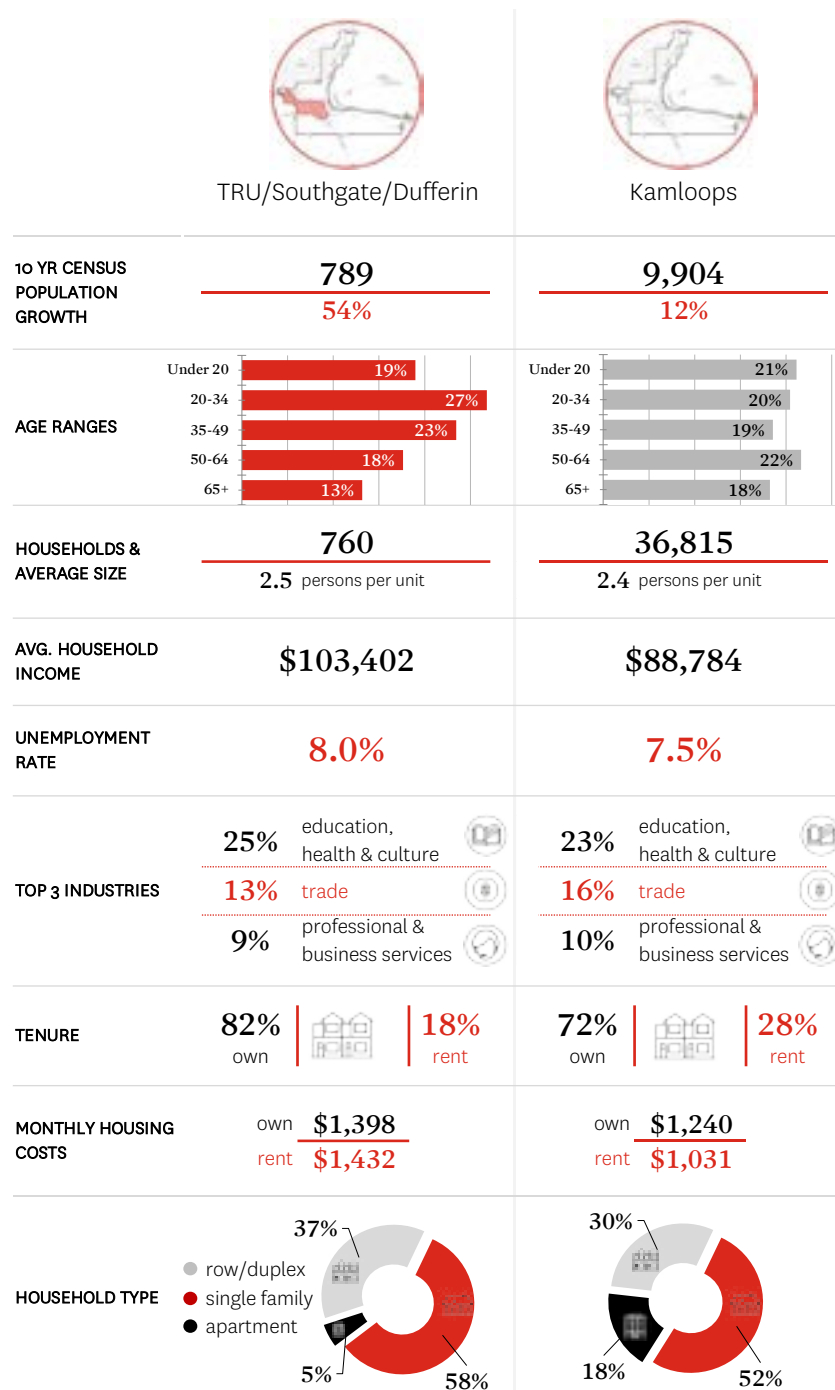 TRU/Southgate/Dufferin
Kamloops
10 YR CENSUS
POPULATION
GROWTH
789
54%
9,904
12%
AGE RANGES
Under 20
19%
20-34
27%
35-49
23%
50-64
18%
65+
13%
Under 20
21%
20-34
20%
35-49
19%
50-64
22%
65+
18%
HOUSEHOLDS &
AVERAGE SIZE
760
2.5 persons per unit
36,815
2.4 persons per unit
AVG. HOUSEHOLD
INCOME
$103,402
$88,784
UNEMPLOYMENT
RATE
8.0%
7.5%
TOP 3 INDUSTRIES
25% education,
health & culture
13% trade
9% professional &
business services
23% education,
health & culture
16% trade
10% professional &
business services
TENURE
82%
own
18%
rent
72%
own
28%
rent
MONTHLY HOUSING
COSTS
own $1,398
rent $1,432
own $1,240
rent $1,031
HOUSEHOLD TYPE
row/duplex
single family
apartment
37%
5%
58%
30%
18%
52%